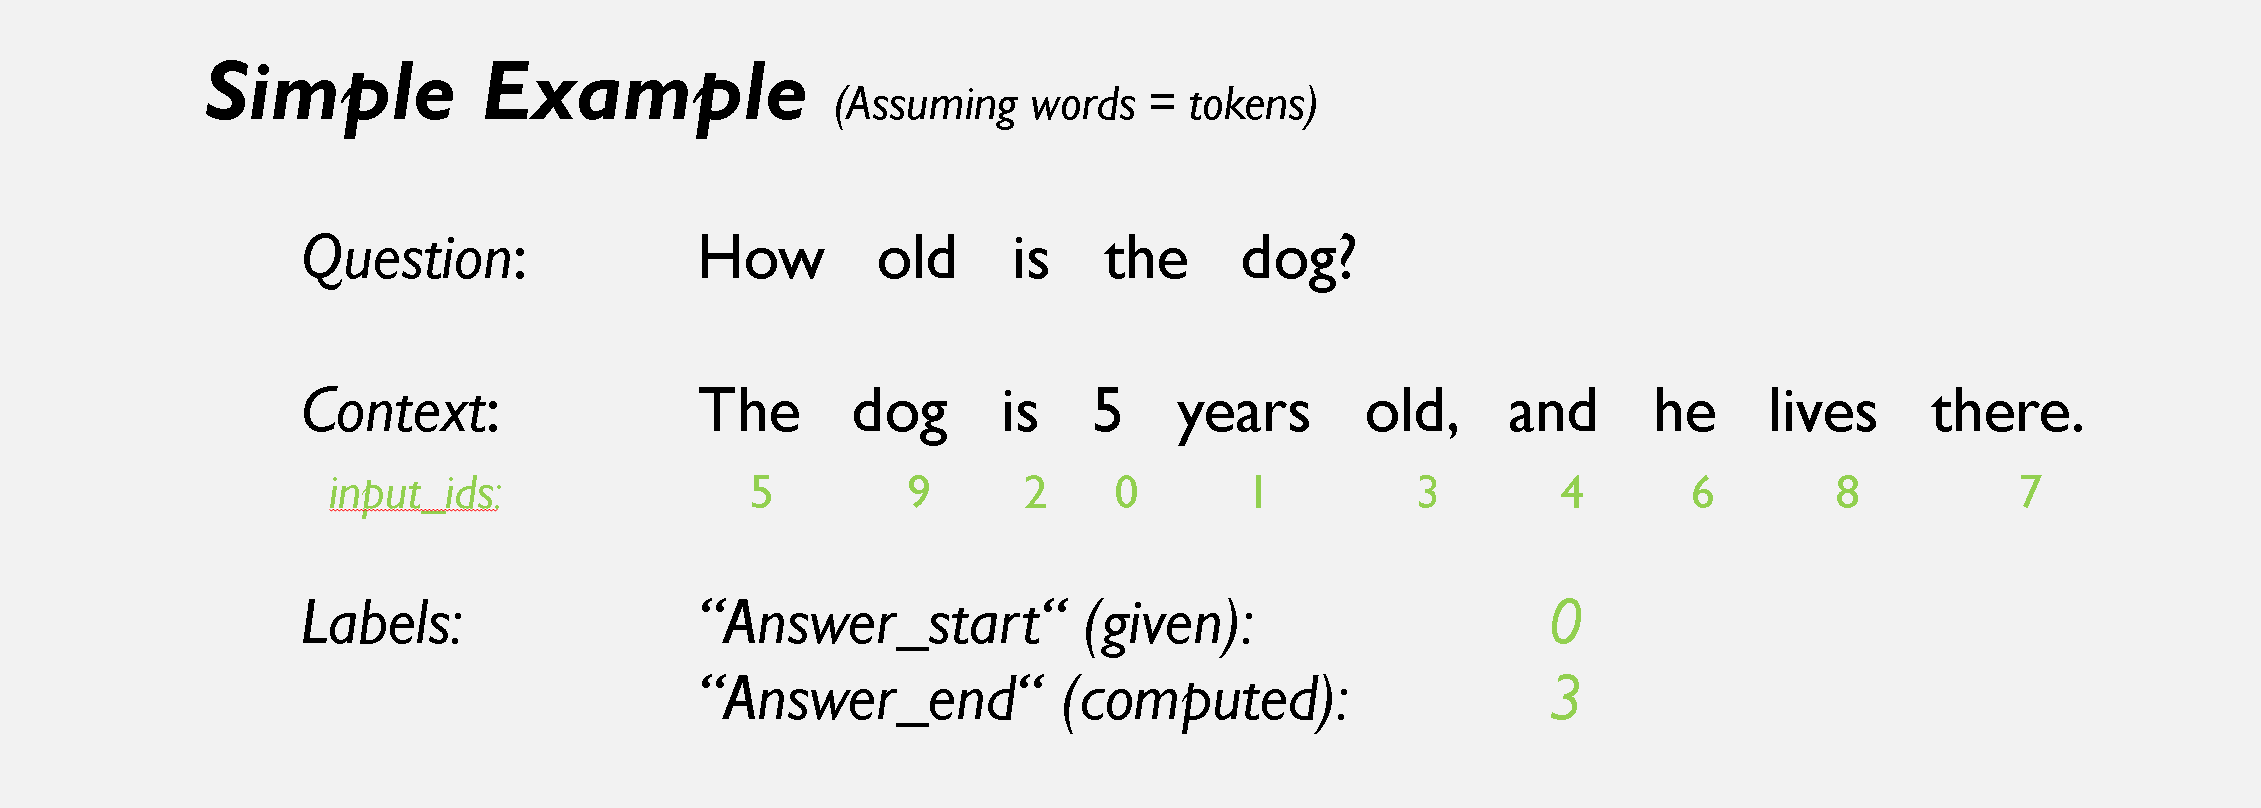 Simple Example (Assuming words = tokens)
Question: How old is the dog?
Context: The dog is 5 years old, and he lives there.
input_ids: 5 9 2 0 1 3 4 6 8 7
Labels: “Answer_start“ (given): 0
“Answer_end“ (computed): 3